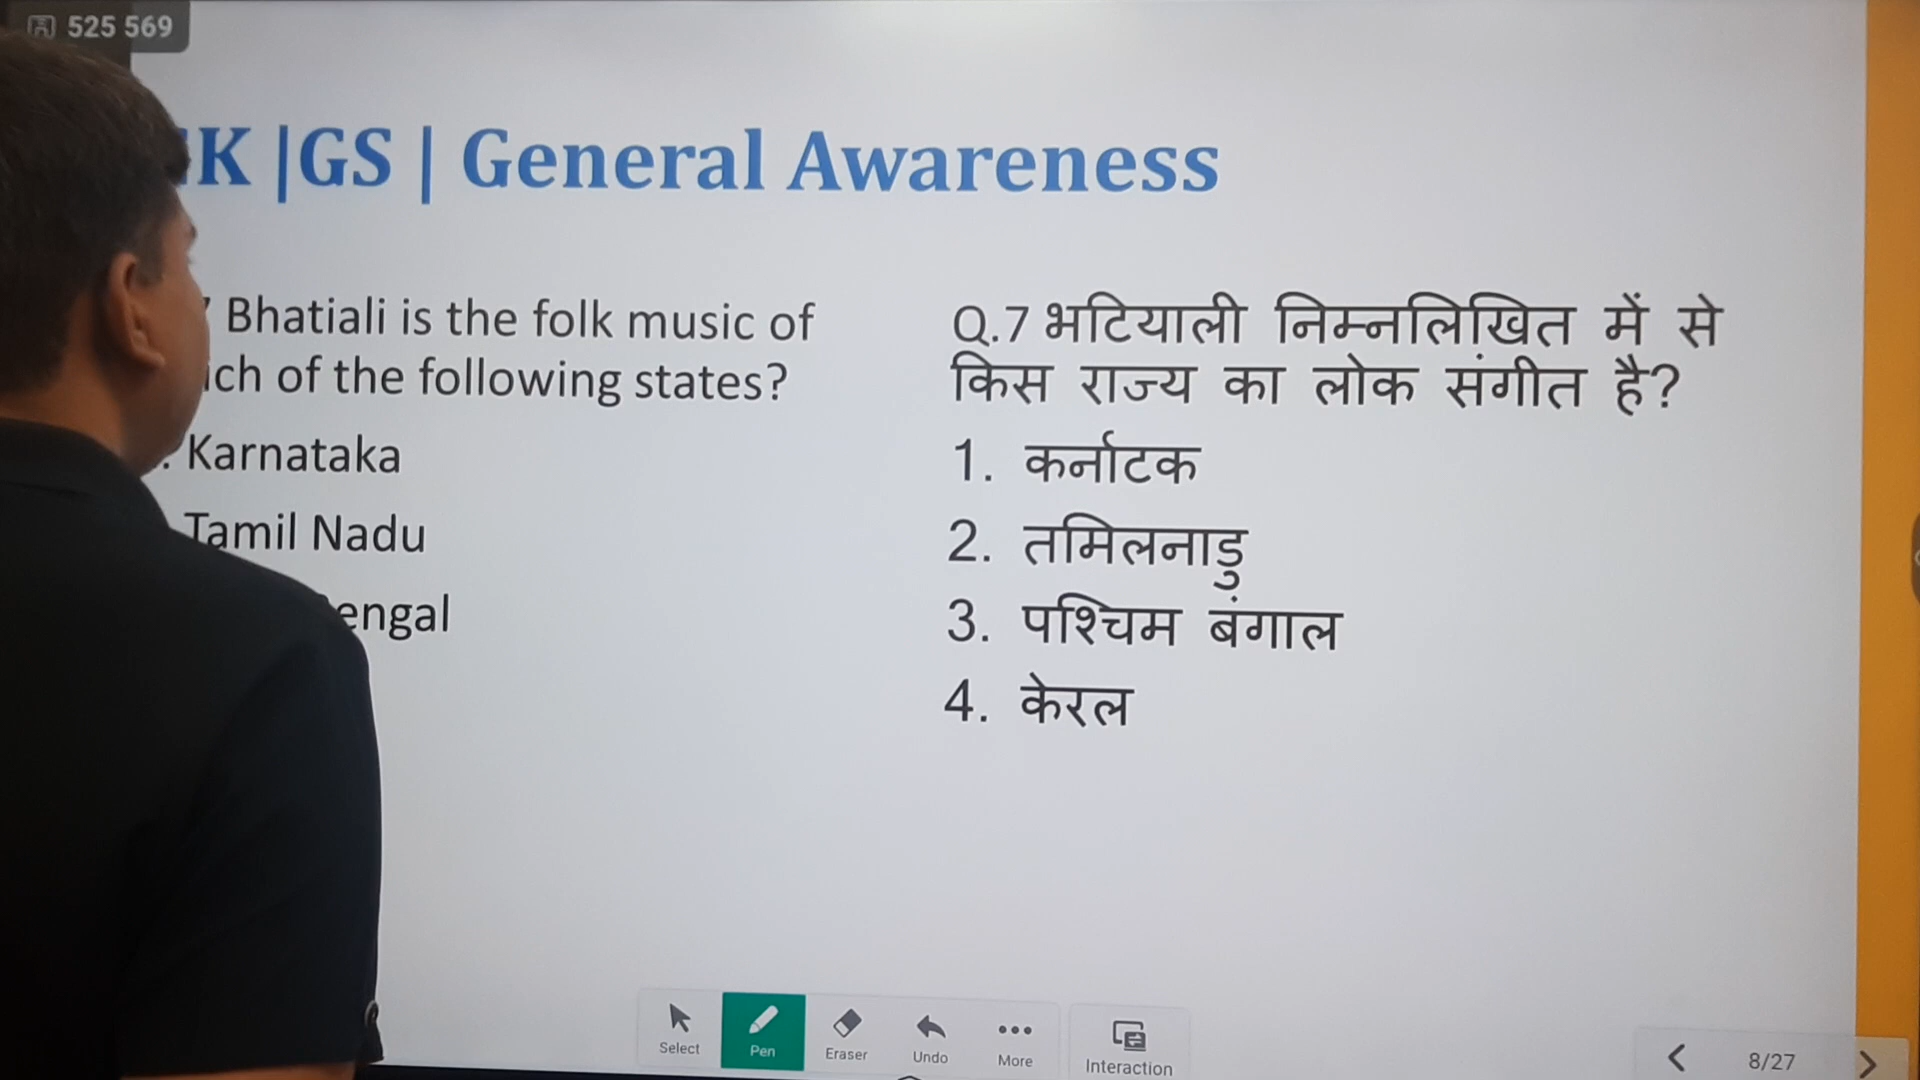 525 569
K |GS | General Awareness
Bhatiali is the folk music of
of the following states?
Karnataka
Tamil Nadu
Q.7 भटियाली निम्नलिखित में से
किस राज्य का लोक संगीत है?
1. कर्नाटक
2. तमिलनाडु
3. पश्चिम बंगाल
4. केरल
Select
Pen
Eraser
Undo
More
Interaction
8/27